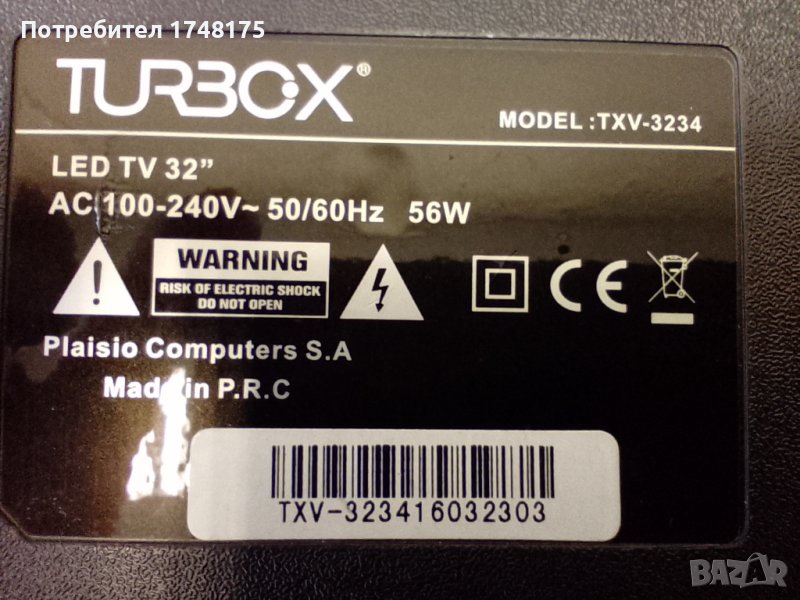 Потребител 1748175
TURBOX®
MODEL :TXV-3234
LED TV 32”
AC 100-240V~ 50/60Hz 56W
WARNING
RISK OF ELECTRIC SHOCK
DO NOT OPEN
Plaisio Computers S.A
Made in P.R.C
TXV-323416032303
BAZAR